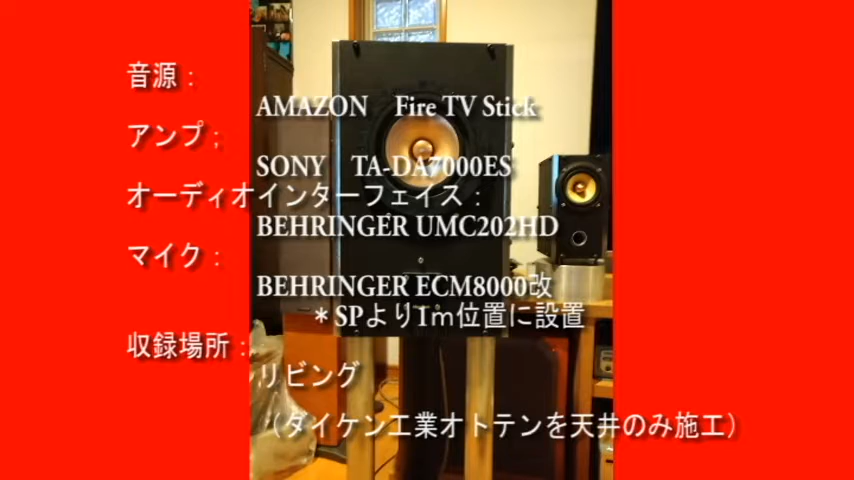 音源：
AMAZON　Fire TV Stick
アンプ；
SONY　TA-DA7000ES
オーディオインターフェイス：
BEHRINGER UMC202HD
マイク：
BEHRINGER ECM8000改
＊SPより1ｍ位置に設置
収録場所：
リビング
（ダイケン工業オトテンを天井のみ施工）